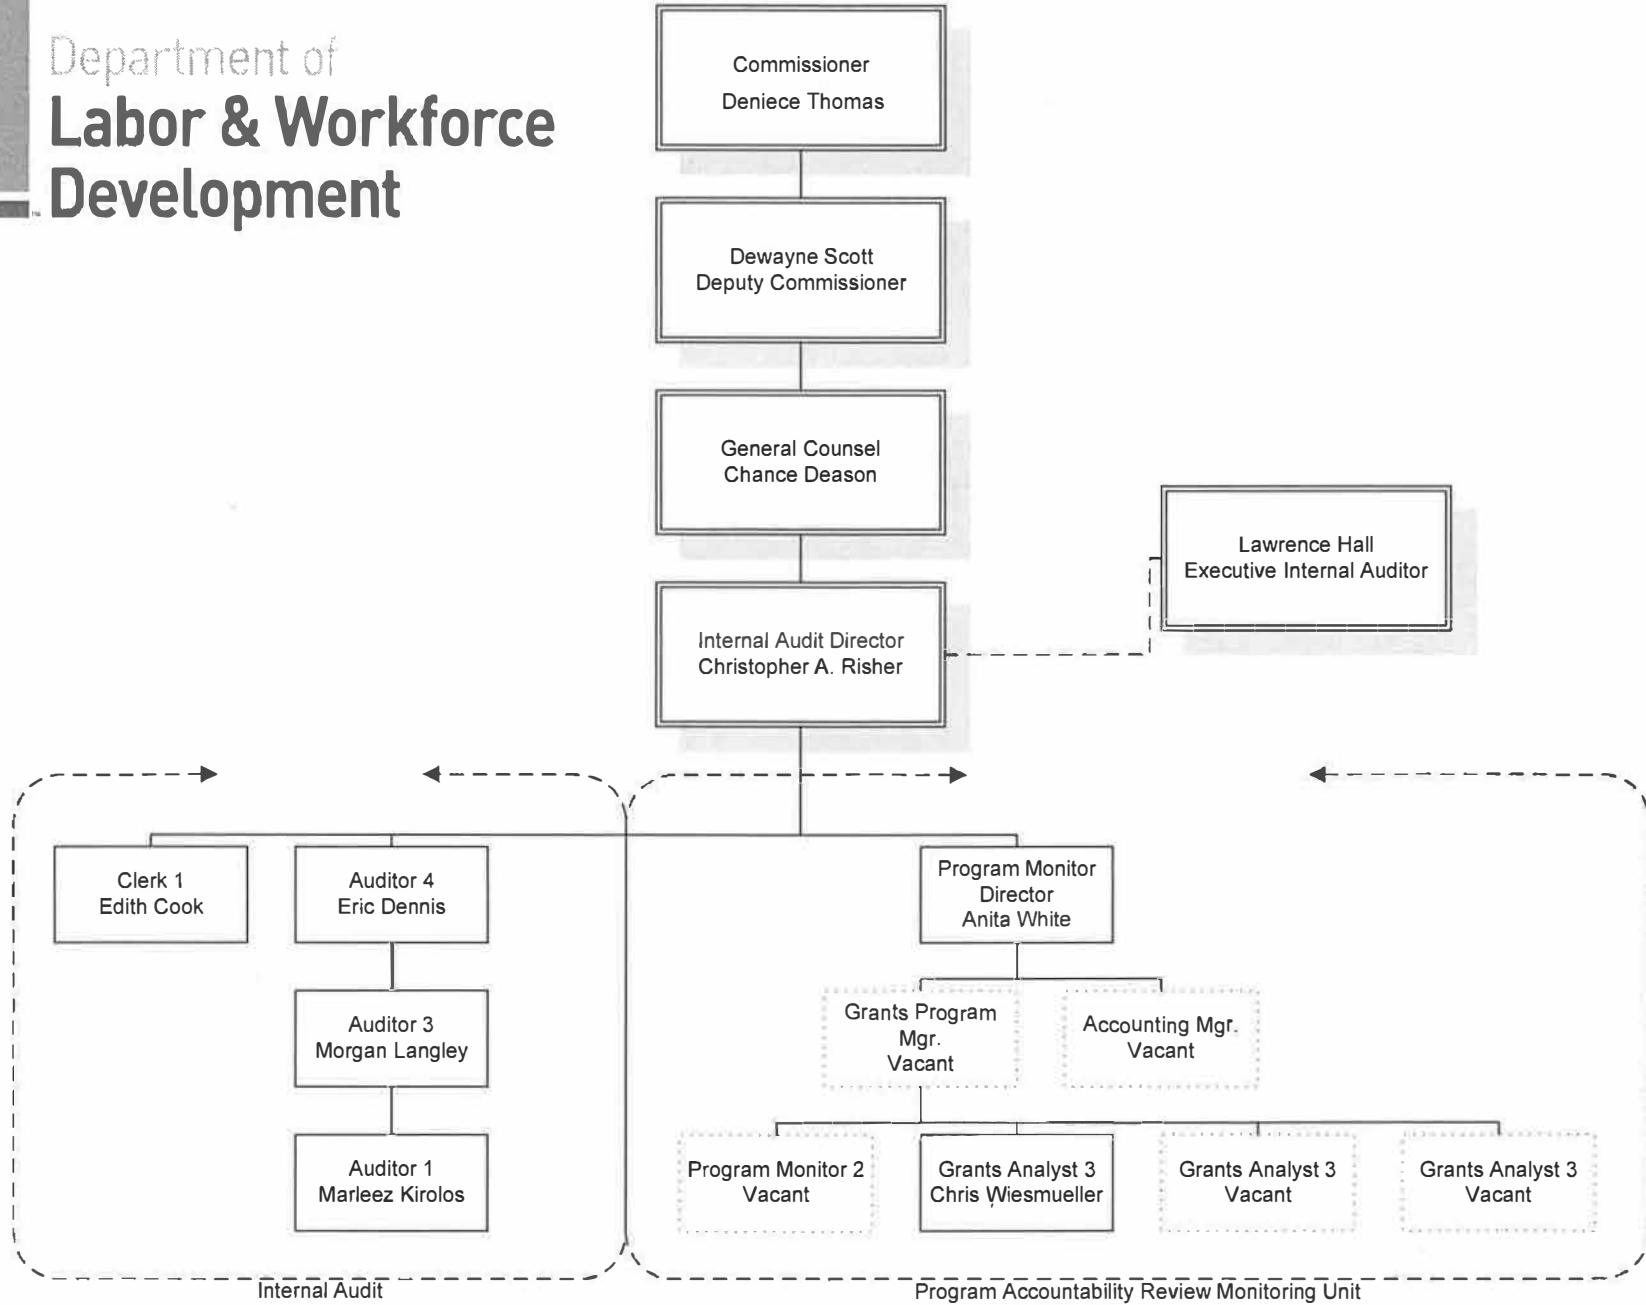 Department of
Labor & Workforce
Development
Commissioner
Deniece Thomas
Dewayne Scott
Deputy Commissioner
General Counsel
Chance Deason
Lawrence Hall
Executive Internal Auditor
Internal Audit Director
Christopher A. Risher
Clerk 1
Edith Cook
Auditor 4
Eric Dennis
Program Monitor
Director
Anita White
Auditor 3
Morgan Langley
Grants Program
Mgr.
Vacant
Accounting Mgr.
Vacant
Auditor 1
Marleez Kirolos
Program Monitor 2
Vacant
Grants Analyst 3
Chris Wiesmueller
Grants Analyst 3
Vacant
Grants Analyst 3
Vacant
Internal Audit
Program Accountability Review Monitoring Unit